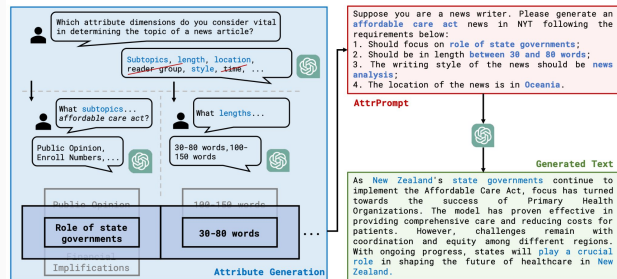 Which attribute dimensions do you consider vital
in determining the topic of a news article?
Subtopics, length, location,
reader group, style, time, ...
What subtopics...
affordable care act?
What lengths...
Public Opinion,
Enroll Numbers,...
30-80 words,100-
150 words
Public Opinion
100-150 words
Role of state
governments
30-80 words
...
Financial
Implifications
Attribute Generation
Suppose you are a news writer. Please generate an
affordable care act news in NYT following the
requirements below:
1. Should focus on role of state governments;
2. Should be in length between 30 and 80 words;
3. The writing style of the news should be news
analysis;
4. The location of the news is in Oceania.
AttrPrompt
Generated Text
As New Zealand's state governments continue to
implement the Affordable Care Act, focus has turned
towards the success of Primary Health
Organizations. The model has proven effective in
providing comprehensive care and reducing costs for
patients. However, challenges remain with
coordination and equity among different regions.
With ongoing progress, states will play a crucial
role in shaping the future of healthcare in New
Zealand.